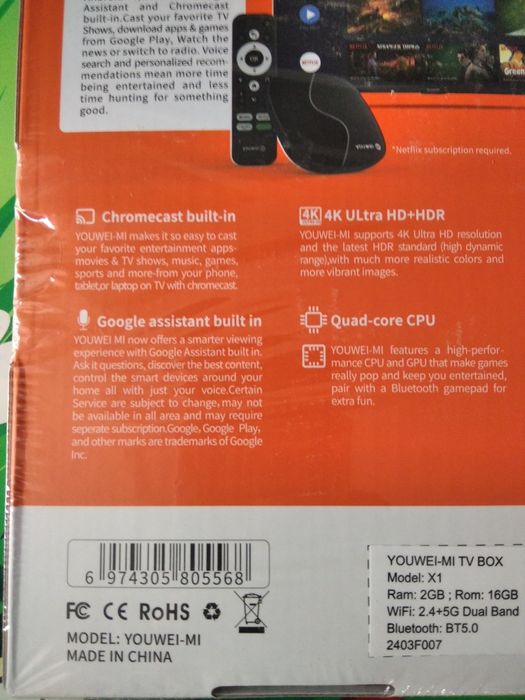 Assistant and Chromecast
built-in.Cast your favorite TV
Shows, download apps & games
from Google Play, Watch the
news or switch to radio. Voice
search and personalized recom-
mendations mean more time
being entertained and less
time hunting for something
good.
NETFLIX
Green
YOUWEI
YOUWEI
*Netflix subscription required.
Chromecast built-in
YOUWEI-MI makes it so easy to cast
your favorite entertainment apps-
movies & TV shows, music, games,
sports and more-from your phone,
tablet,or laptop on TV with chromecast.
4K
4K ULtra HD+HDR
YOUWEI-MI supports 4K Ultra HD resolution
and the latest HDR standard (high dynamic
range),with much more realistic colors and
more vibrant images.
Google assistant built in
YOUWEI MI now offers a smarter viewing
experience with Google Assistant built in.
Ask it questions, discover the best content,
control the smart devices around your
home all with just your voice.Certain
Service are subject to change, may not
be available in all area and may require
seperate subscription.Google, Google Play,
and other marks are trademarks of Google
Inc.
Quad-core CPU
YOUWEI-MI features a high-perfor-
mance CPU and GPU that make games
really pop and keep you entertained,
pair with a Bluetooth gamepad for
extra fun.
6 974305 805568
FC CE RoHS
MODEL: YOUWEI-MI
MADE IN CHINA
YOUWEI-MI TV BOX
Model: X1
Ram: 2GB ; Rom: 16GB
WiFi: 2.4+5G Dual Band
Bluetooth: BT5.0
2403F007